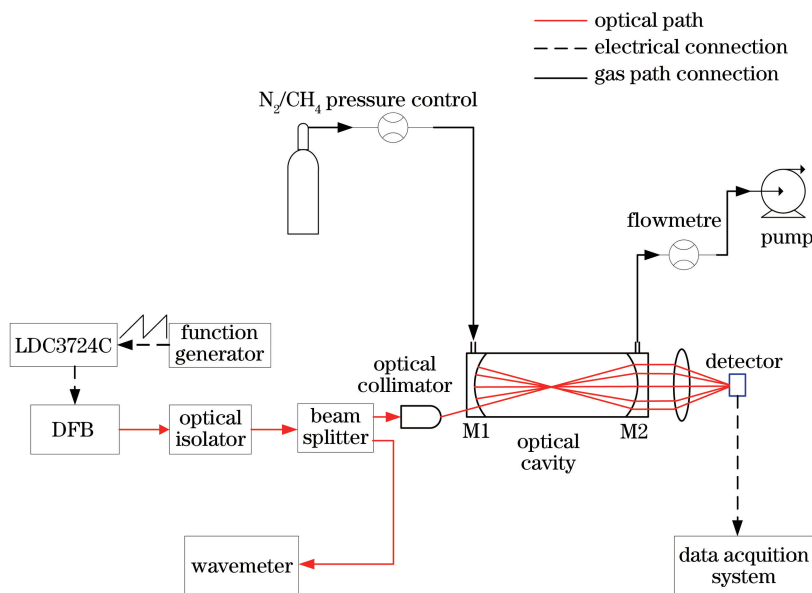 optical path
electrical connection
gas path connection
N₂/CH₄ pressure control
flowmetre
pump
LDC3724C
function
generator
optical
collimator
detector
DFB
optical
isolator
beam
splitter
M1
M2
optical
cavity
wavemeter
data acqution
system